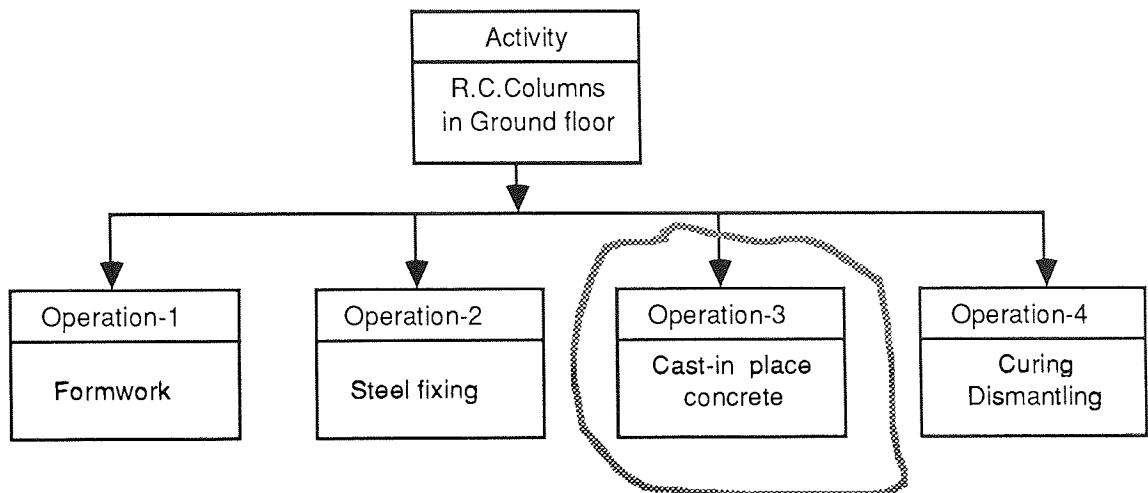 Activity
R.C.Columns
in Ground floor
Operation-1
Formwork
Operation-2
Steel fixing
Operation-3
Cast-in place
concrete
Operation-4
Curing
Dismantling